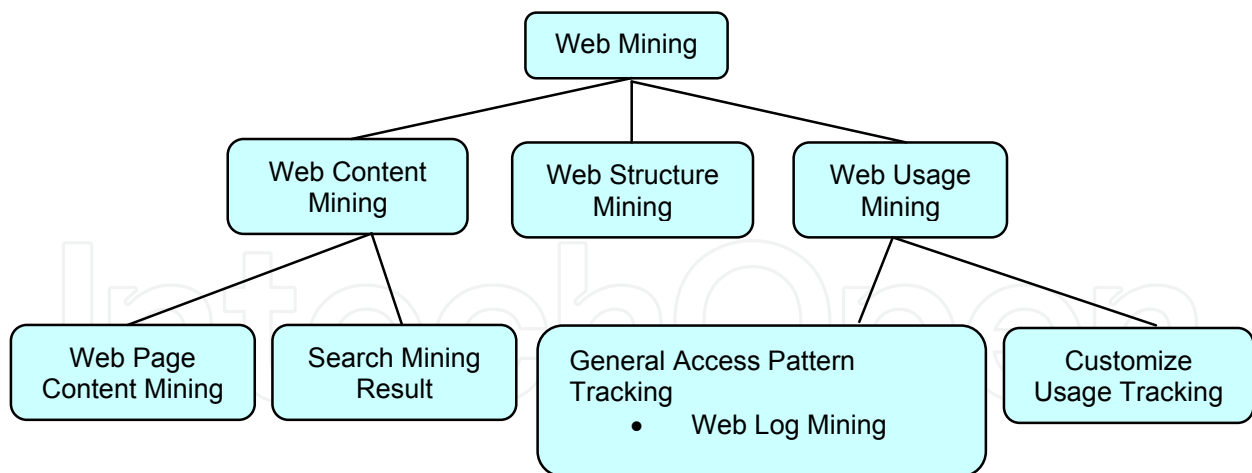 Web Mining
Web Content
Mining
Web Structure
Mining
Web Usage
Mining
IntechOpen
Web Page
Content Mining
Search Mining
Result
General Access Pattern
Tracking
• Web Log Mining
Customize
Usage Tracking